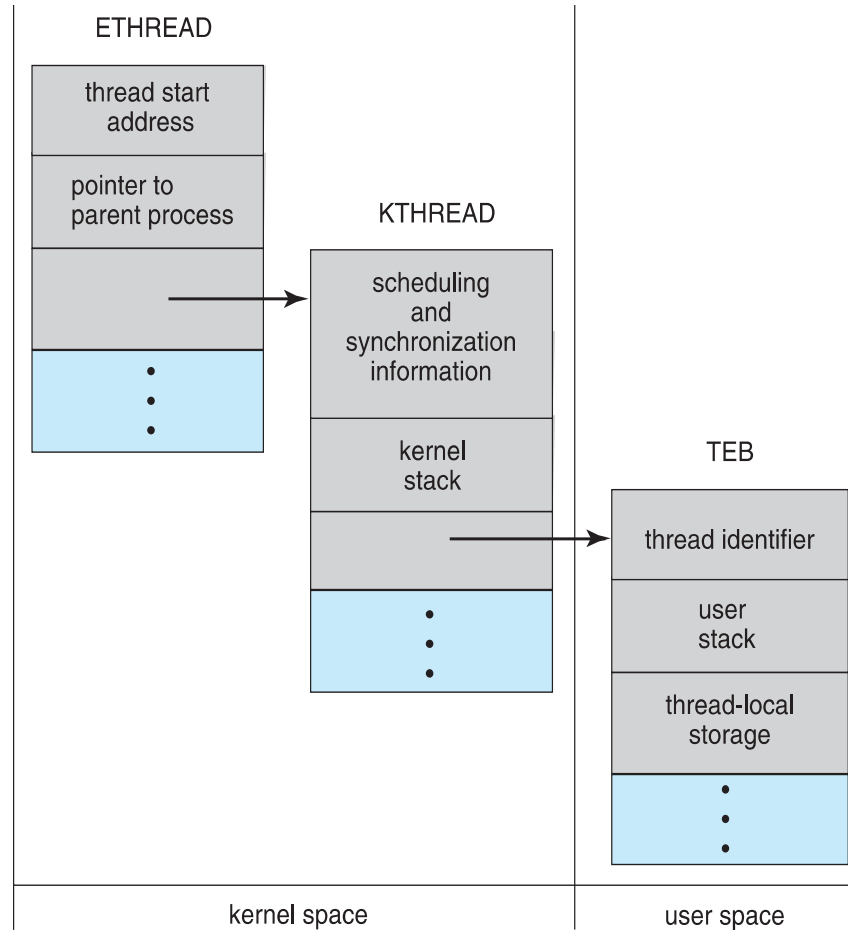 ETHREAD
thread start
address
pointer to
parent process
KTHREAD
scheduling
and
synchronization
information
kernel
stack
TEB
thread identifier
user
stack
thread-local
storage
kernel space
user space